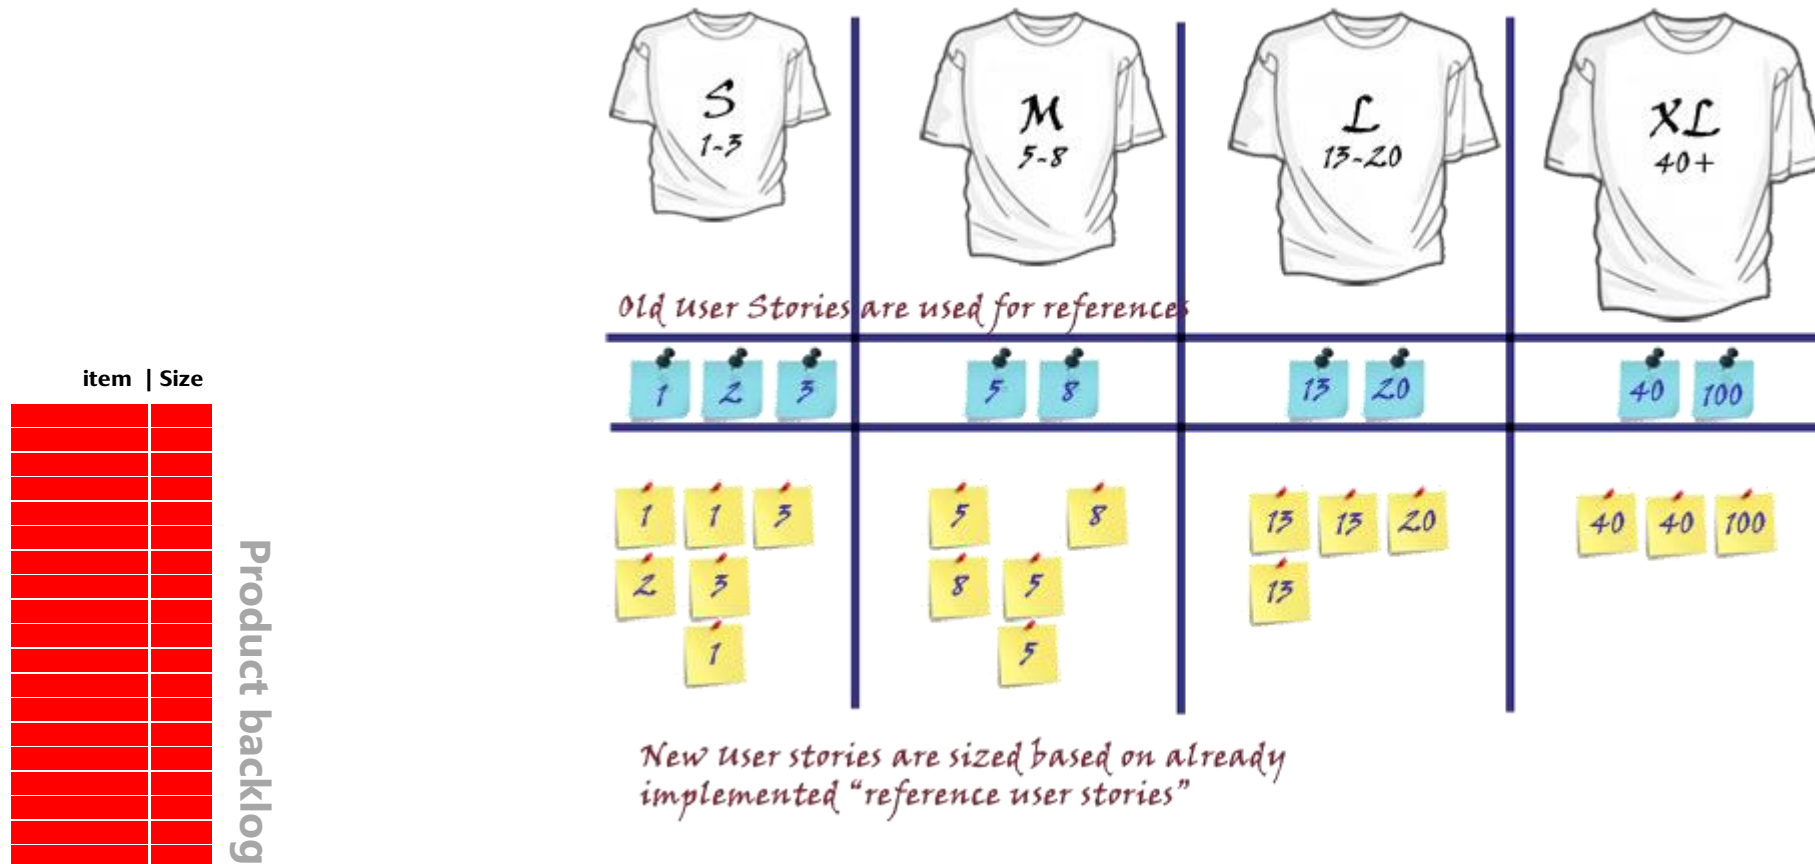 S
1-3
M
5-8
L
13-20
XL
40+
Old User Stories are used for references
item | Size
1 2 3 5 8 13 20 40 100
1 1 3 5 8 13 13 20 40 40 100
2 3 8 5 13
1 5
Product backlog
New User stories are sized based on already
implemented “reference user stories”